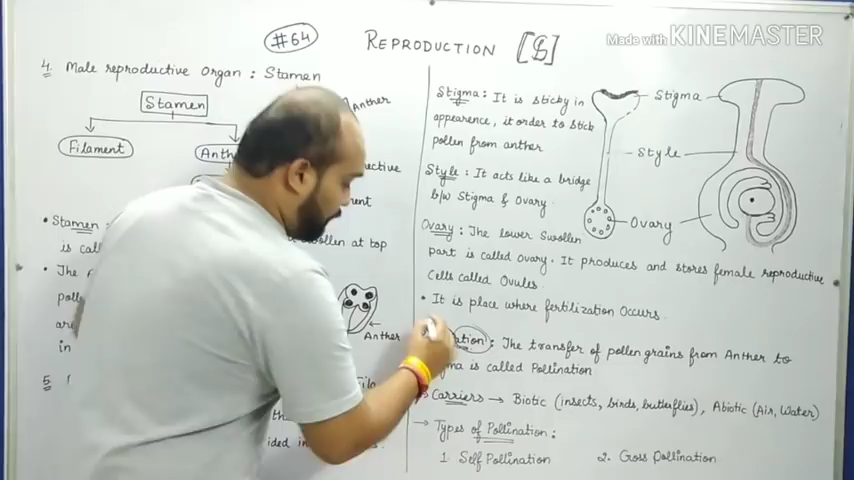 #64
REPRODUCTION [5]
Made with KINEMASTER
4. Male reproductive organ : Stamen
Stamen
Anther
Filament
Anth
ctive
ment
• Stamen :
is call
wollen at top
• The
poll
are
in
Anther
5.
ided in
Stigma : It is sticky in
appearence, it order to stick
pollen from anther
Style : It acts like a bridge
b/w Stigma & Ovary.
Ovary : The lower Swollen
part is called ovary. It produces and stores female reproductive
Cells called Ovules.
• It is place where fertilization Occurs.
Stigma
Style
Ovary
ation : The transfer of pollen grains from Anther to
gma is called Pollination
→ Carriers → Biotic (insects, birds, butterflies), Abiotic (Air, Water)
→ Types of Pollination :
1. Self Pollination 2. Cross Pollination